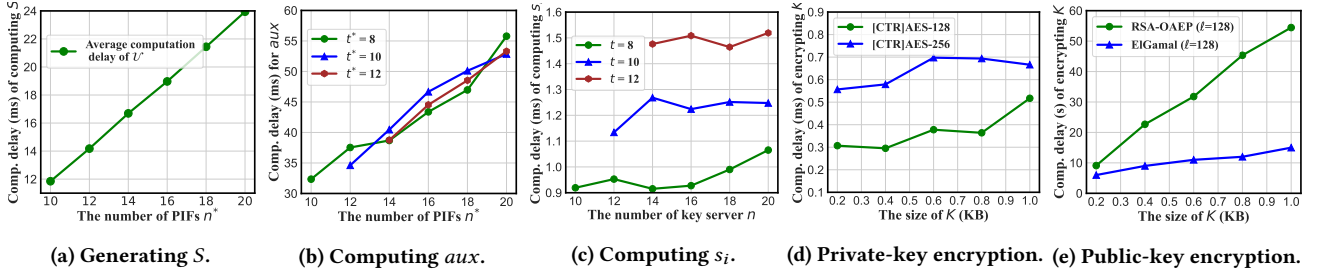 Comp. delay (ms) of computing S
24
22
20
18
16
14
12
Average computation
delay of U
10 12 14 16 18 20
The number of PIFs n*
(a) Generating S.
Comp. delay (ms) for aux
60
55
50
45
40
35
30
t* = 8
t* = 10
t* = 12
10 12 14 16 18 20
The number of PIFs n*
(b) Computing aux.
Comp. delay (ms) of computing s
1.6
1.5
1.4
1.3
1.2
1.1
1.0
0.9
t = 8
t = 10
t = 12
10 12 14 16 18 20
The number of key server n
(c) Computing si.
Comp. delay (ms) of encrypting K
0.9
0.8
0.7
0.6
0.5
0.4
0.3
0.2
0.1
[CTR]AES-128
[CTR]AES-256
0.2 0.4 0.6 0.8 1.0
The size of K (KB)
(d) Private-key encryption.
Comp. delay (s) of encrypting K
60
50
40
30
20
10
0
RSA-OAEP (ℓ=128)
ElGamal (ℓ=128)
0.2 0.4 0.6 0.8 1.0
The size of K (KB)
(e) Public-key encryption.